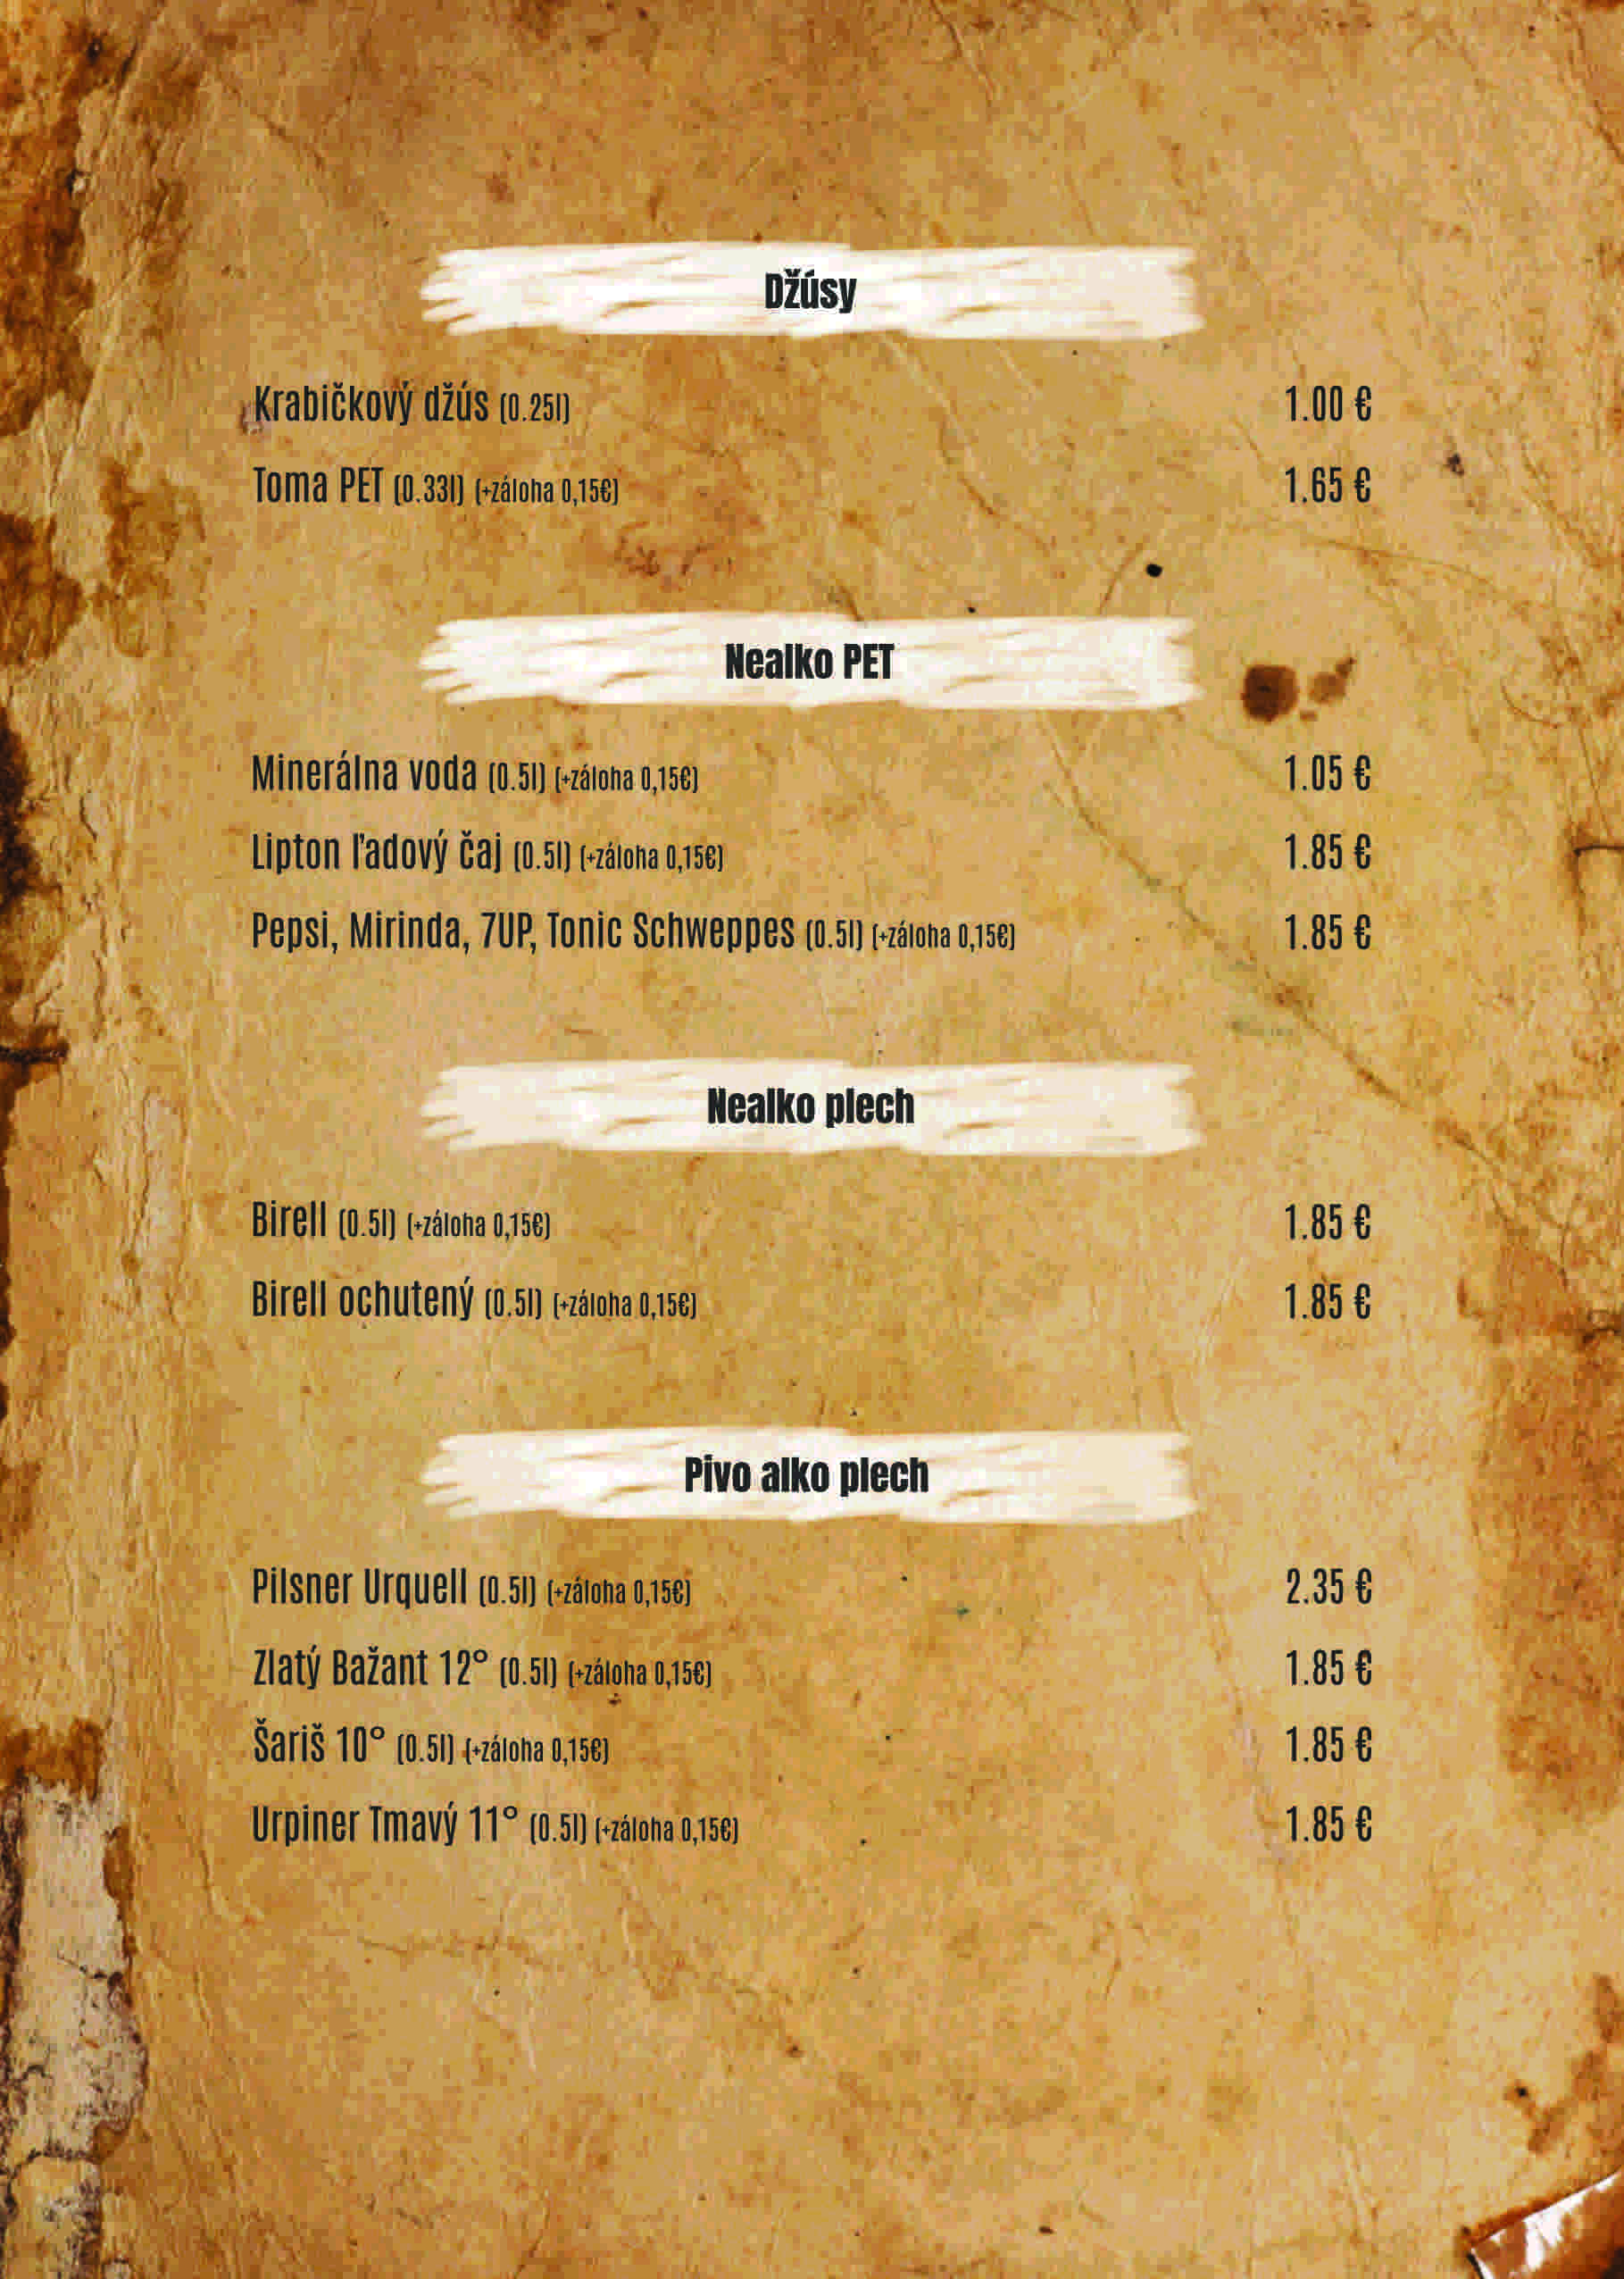 Džúsy
Krabičkový džús (0.25l) 1.00 €
Toma PET (0.33l) (+záloha 0,15€) 1.65 €
Nealko PET
Minerálna voda (0.5l) (+záloha 0,15€) 1.05 €
Lipton ľadový čaj (0.5l) (+záloha 0,15€) 1.85 €
Pepsi, Mirinda, 7UP, Tonic Schweppes (0.5l) (+záloha 0,15€) 1.85 €
Nealko plech
Birell (0.5l) (+záloha 0,15€) 1.85 €
Birell ochutený (0.5l) (+záloha 0,15€) 1.85 €
Pivo alko plech
Pilsner Urquell (0.5l) (+záloha 0,15€) 2.35 €
Zlatý Bažant 12° (0.5l) (+záloha 0,15€) 1.85 €
Šariš 10° (0.5l) (+záloha 0,15€) 1.85 €
Urpiner Tmavý 11° (0.5l) (+záloha 0,15€) 1.85 €